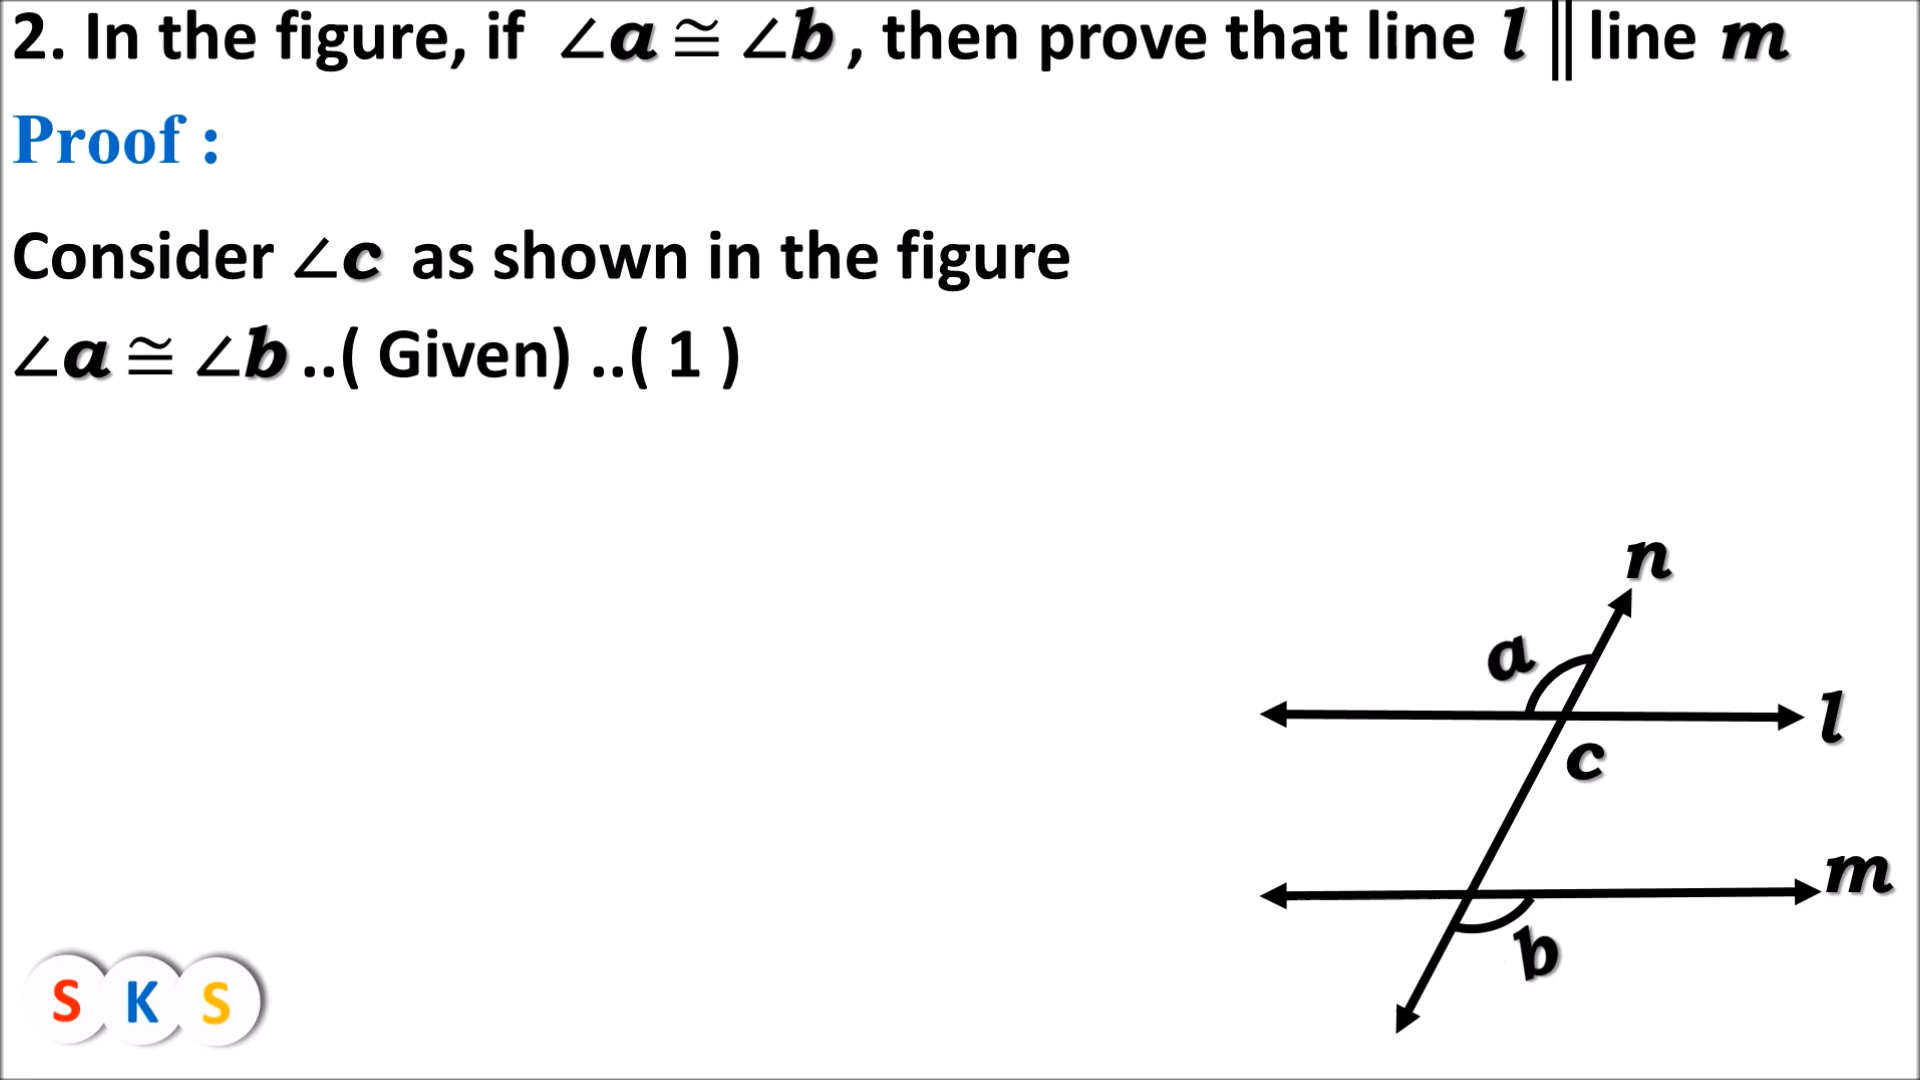 2. In the figure, if ∠a ≅ ∠b, then prove that line l ∥ line m
Proof :
Consider ∠c as shown in the figure
∠a ≅ ∠b ..( Given) ..( 1 )
n
a
l
c
m
b
S K S